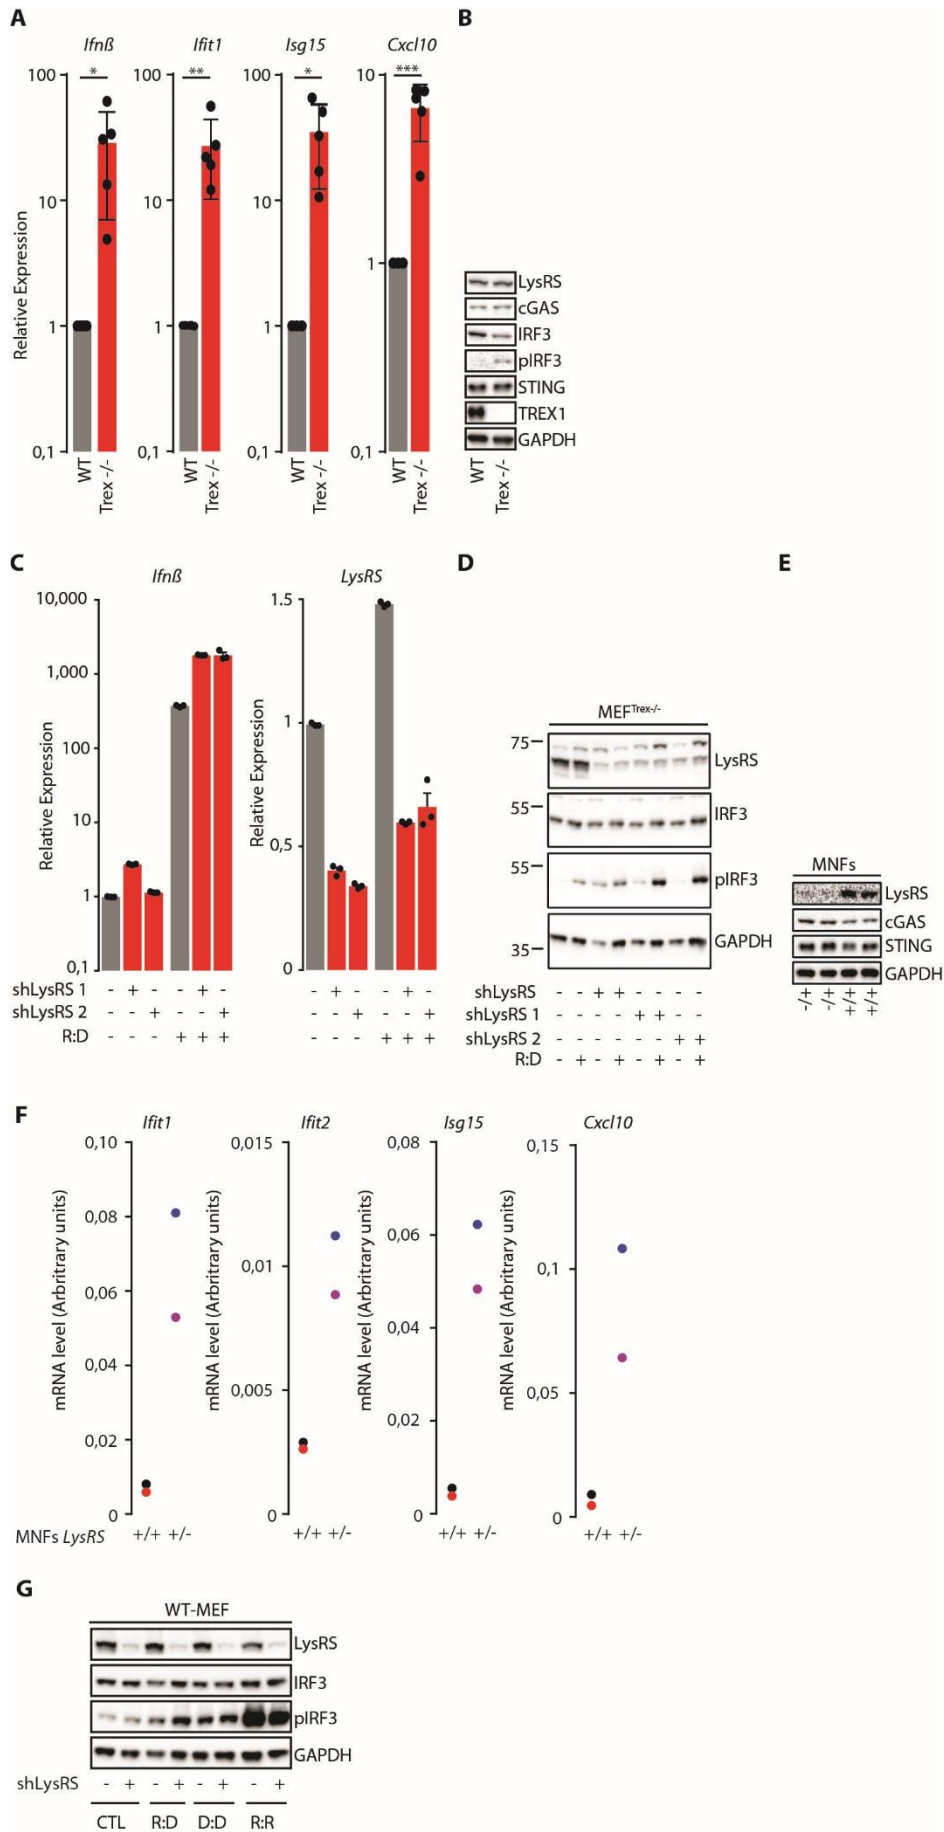 A
B
Ifnß
Ifit1
Isg15
Cxcl10
* ** * ***
100 100 100 10
10 10 10
1 1 1 1
0,1 0,1 0,1 0,1
Relative Expression
WT Trex -/- WT Trex -/- WT Trex -/- WT Trex -/-
LysRS
cGAS
IRF3
pIRF3
STING
TREX1
GAPDH
WT Trex -/-
C
Ifnß
LysRS
10,000
1,000
100
10
1
0,1
Relative Expression
1.5
1
0,5
0
Relative Expression
shLysRS 1 - + - - + - - + - - + -
shLysRS 2 - - + - - + - - + - - +
R:D - - - + + + - - - + + +
D
MEFTrex-/-
75
LysRS
55
IRF3
55
pIRF3
35
GAPDH
shLysRS - - + + - - - -
shLysRS 1 - - - - + + - -
shLysRS 2 - - - - - - + +
R:D - + - + - + - +
E
MNFs
LysRS
cGAS
STING
GAPDH
-/+ -/+ +/+ +/+
F
Ifit1
Ifit2
Isg15
Cxcl10
mRNA level (Arbritrary units)
0,10
0,08
0,06
0,04
0,02
0
mRNA level (Arbritrary units)
0,015
0,01
0,005
0
mRNA level (Arbritrary units)
0,08
0,06
0,04
0,02
0
mRNA level (Arbritrary units)
0,15
0,1
0,05
0
MNFs LysRS +/+ +/- +/+ +/- +/+ +/- +/+ +/-
G
WT-MEF
LysRS
IRF3
pIRF3
GAPDH
shLysRS - + - + - + - +
CTL R:D D:D R:R